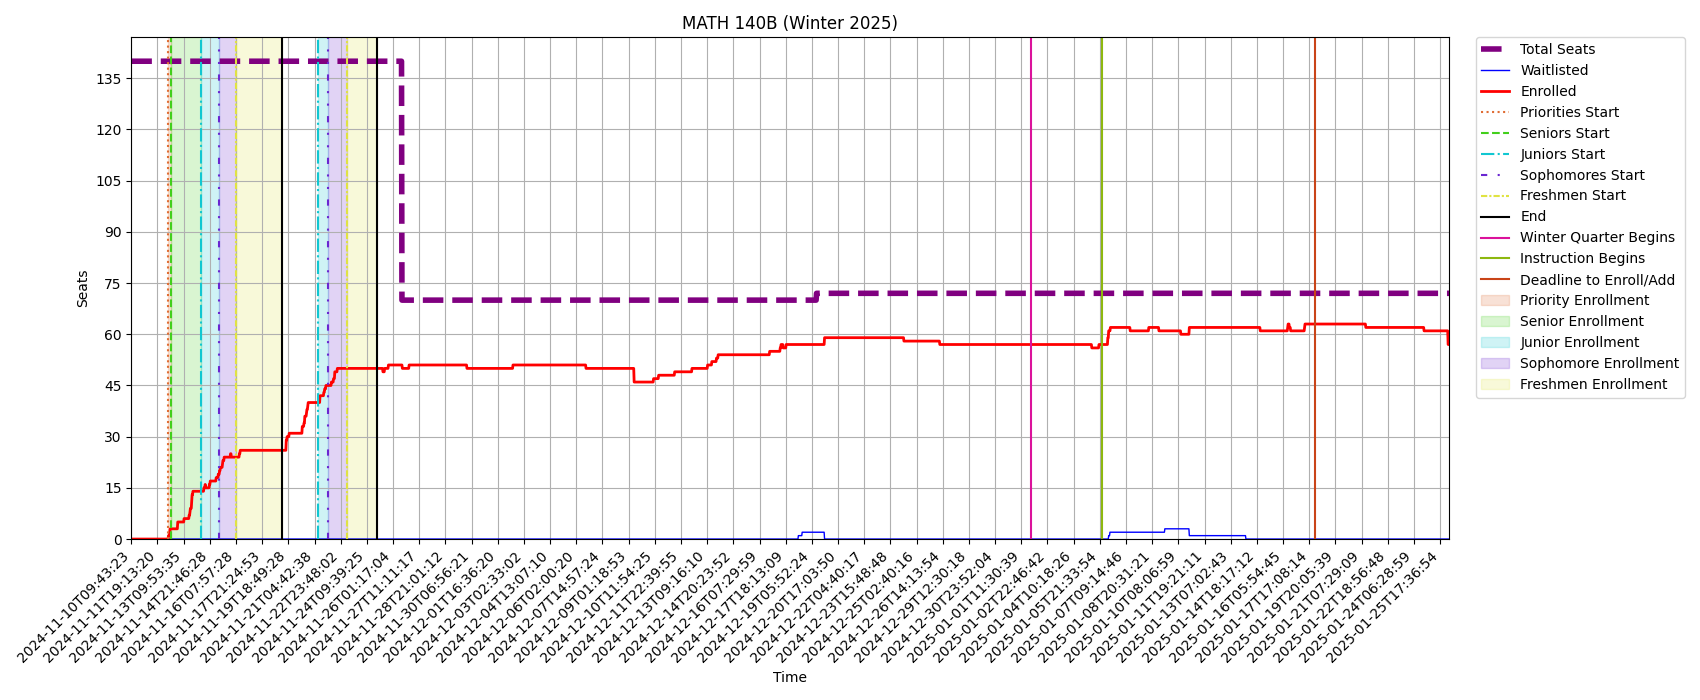 MATH 140B (Winter 2025)
Seats
135
120
105
90
75
60
45
30
15
0
2024-11-10T09:43:23
2024-11-11T19:13:20
2024-11-13T09:53:35
2024-11-14T21:46:28
2024-11-16T07:57:28
2024-11-17T21:24:53
2024-11-19T18:49:28
2024-11-21T04:42:38
2024-11-22T23:48:02
2024-11-24T09:39:25
2024-11-26T01:17:04
2024-11-27T11:11:17
2024-11-28T21:01:12
2024-11-30T06:56:21
2024-12-01T16:36:20
2024-12-03T02:33:02
2024-12-04T13:07:10
2024-12-06T02:00:20
2024-12-07T14:57:24
2024-12-09T01:18:53
2024-12-10T11:54:25
2024-12-11T22:39:55
2024-12-13T09:16:10
2024-12-14T20:23:52
2024-12-16T07:29:59
2024-12-17T18:13:09
2024-12-19T05:52:24
2024-12-20T17:03:50
2024-12-22T04:40:17
2024-12-23T15:48:48
2024-12-25T02:40:16
2024-12-26T14:13:54
2024-12-29T12:30:18
2024-12-30T23:52:04
2025-01-01T11:30:39
2025-01-02T22:46:42
2025-01-04T10:18:26
2025-01-05T21:33:54
2025-01-07T09:14:46
2025-01-08T20:31:21
2025-01-10T08:06:59
2025-01-11T19:21:11
2025-01-13T07:02:43
2025-01-14T18:17:12
2025-01-16T05:54:45
2025-01-17T17:08:14
2025-01-19T20:05:39
2025-01-21T07:29:09
2025-01-22T18:56:48
2025-01-24T06:28:59
2025-01-25T17:36:54
Time
Total Seats
Waitlisted
Enrolled
Priorities Start
Seniors Start
Juniors Start
Sophomores Start
Freshmen Start
End
Winter Quarter Begins
Instruction Begins
Deadline to Enroll/Add
Priority Enrollment
Senior Enrollment
Junior Enrollment
Sophomore Enrollment
Freshmen Enrollment